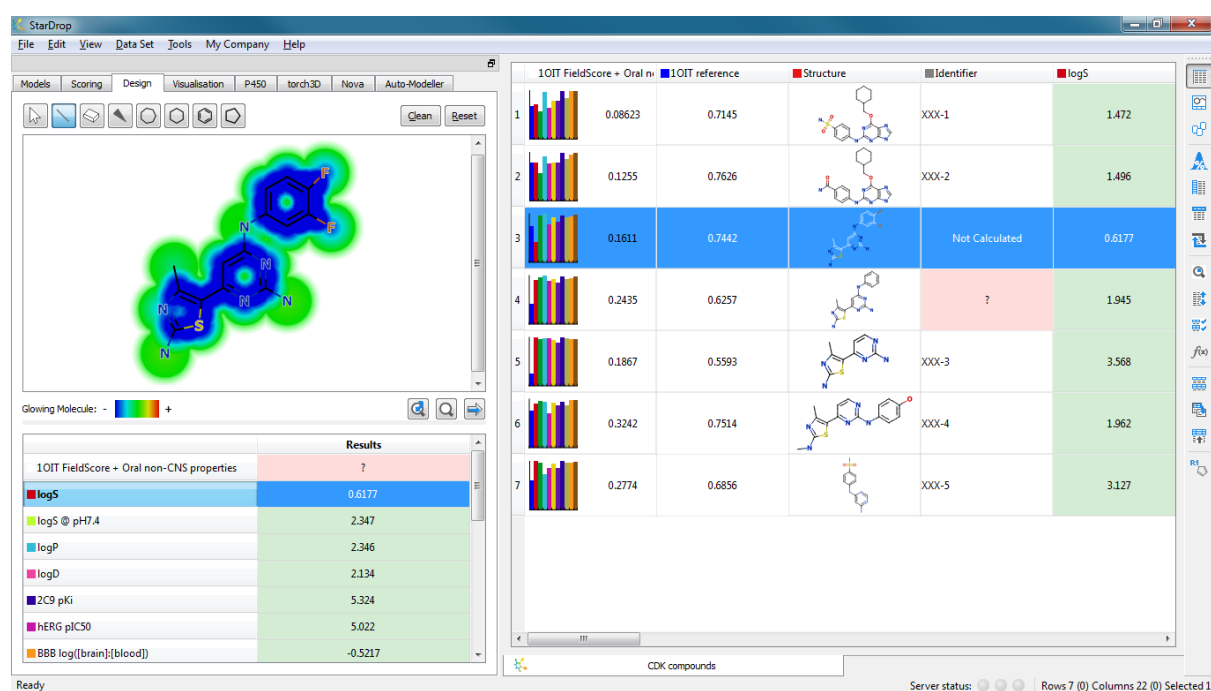 StarDrop
File Edit View Data Set Tools My Company Help
Models Scoring Design Visualisation P450 torch3D Nova Auto-Modeller
Clean Reset
F
F
N
N
N
N
N
S
N
Glowing Molecule: - +
Results
1OIT FieldScore + Oral non-CNS properties ?
logS 0.6177
logS @ pH7.4 2.347
logP 2.346
logD 2.134
2C9 pKi 5.324
hERG pIC50 5.022
BBB log([brain]:[blood]) -0.5217
1OIT FieldScore + Oral 1OIT reference Structure Identifier logS
1 0.08623 0.7145 XXX-1 1.472
2 0.1255 0.7626 XXX-2 1.496
3 0.1611 0.7442 Not Calculated 0.6177
4 0.2435 0.6257 ? 1.945
5 0.1867 0.5593 XXX-3 3.568
6 0.3242 0.7514 XXX-4 1.962
7 0.2774 0.6856 XXX-5 3.127
f(x)
R1
CDK compounds
Ready
Server status: Rows 7 (0) Columns 22 (0) Selected 1